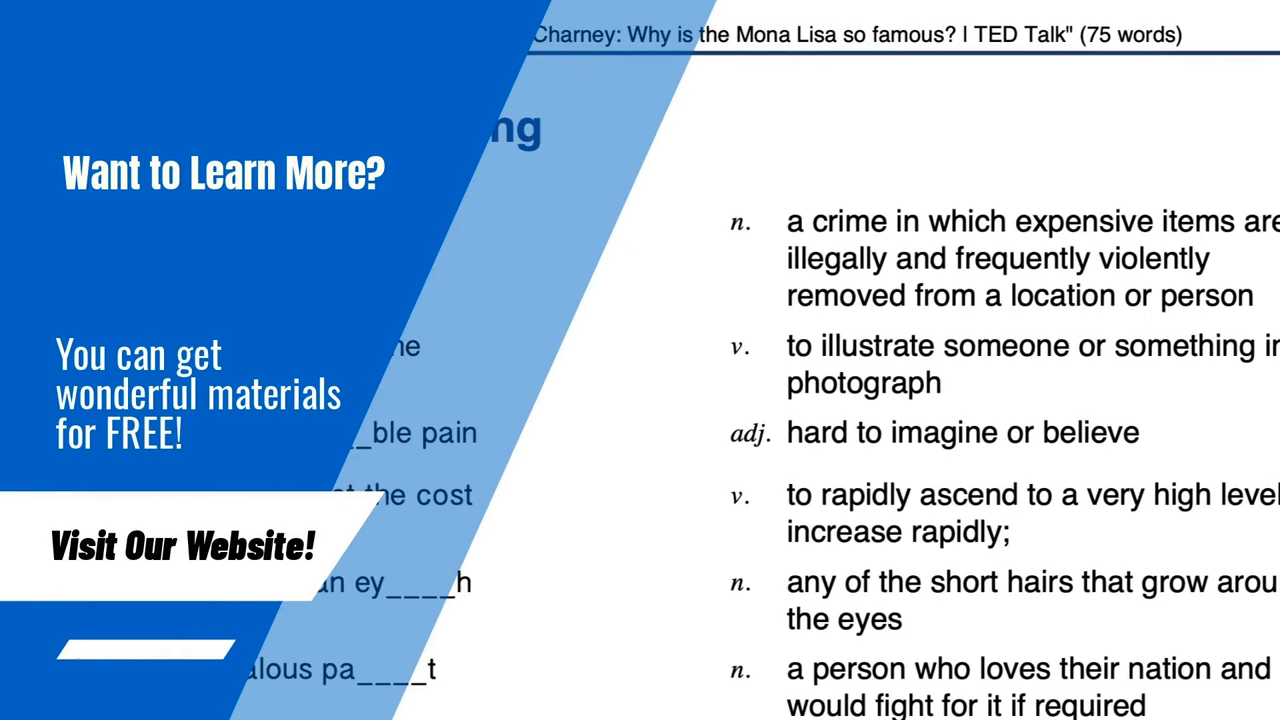 Charney: Why is the Mona Lisa so famous? | TED Talk" (75 words)
ng
Want to Learn More?
You can get
wonderful materials
for FREE!
Visit Our Website!
ne
_ble pain
the cost
an ey____h
alous pa____t
n. a crime in which expensive items are
illegally and frequently violently
removed from a location or person
v. to illustrate someone or something in
photograph
adj. hard to imagine or believe
v. to rapidly ascend to a very high level
increase rapidly;
n. any of the short hairs that grow arou
the eyes
n. a person who loves their nation and
would fight for it if required